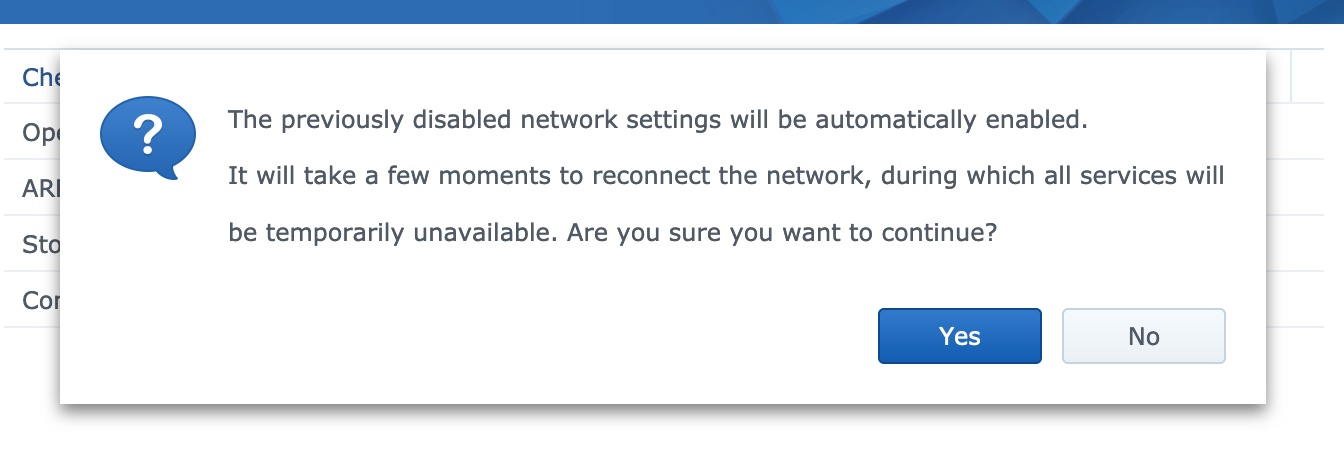 Che
Ope
The previously disabled network settings will be automatically enabled.
It will take a few moments to reconnect the network, during which all services will
be temporarily unavailable. Are you sure you want to continue?
Sto
Yes
No